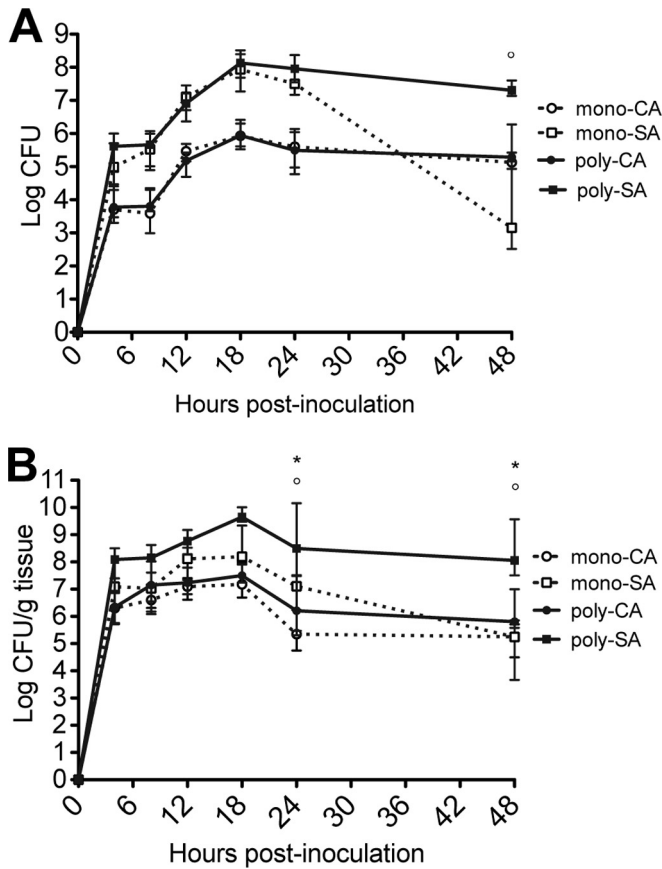 A
9
8
7
6
5
4
3
2
1
0
Log CFU
0 6 12 18 24 30 36 42 48
Hours post-inoculation
mono-CA
mono-SA
poly-CA
poly-SA
B
11
10
9
8
7
6
5
4
3
2
1
0
Log CFU/g tissue
* *
0 6 12 18 24 30 36 42 48
Hours post-inoculation
mono-CA
mono-SA
poly-CA
poly-SA